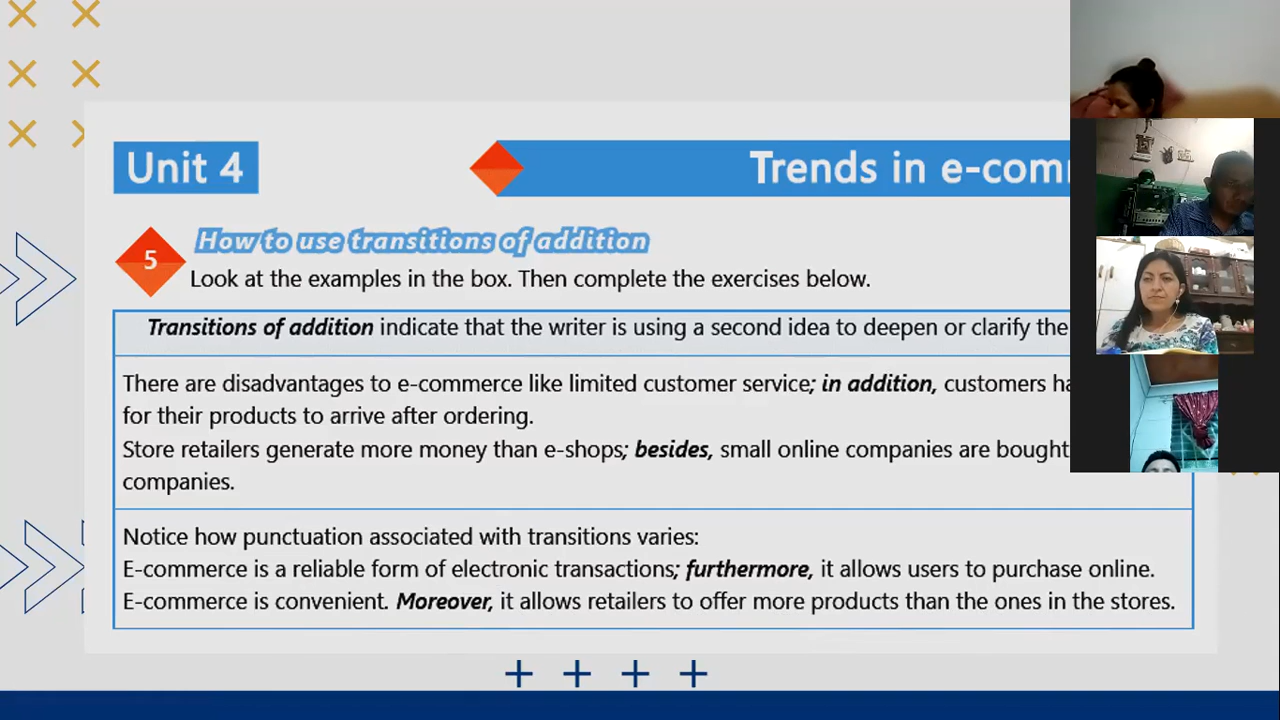 Unit 4
Trends in e-com
5
How to use transitions of addition
Look at the examples in the box. Then complete the exercises below.
Transitions of addition indicate that the writer is using a second idea to deepen or clarify the
There are disadvantages to e-commerce like limited customer service; in addition, customers ha
for their products to arrive after ordering.
Store retailers generate more money than e-shops; besides, small online companies are bought
companies.
Notice how punctuation associated with transitions varies:
E-commerce is a reliable form of electronic transactions; furthermore, it allows users to purchase online.
E-commerce is convenient. Moreover, it allows retailers to offer more products than the ones in the stores.